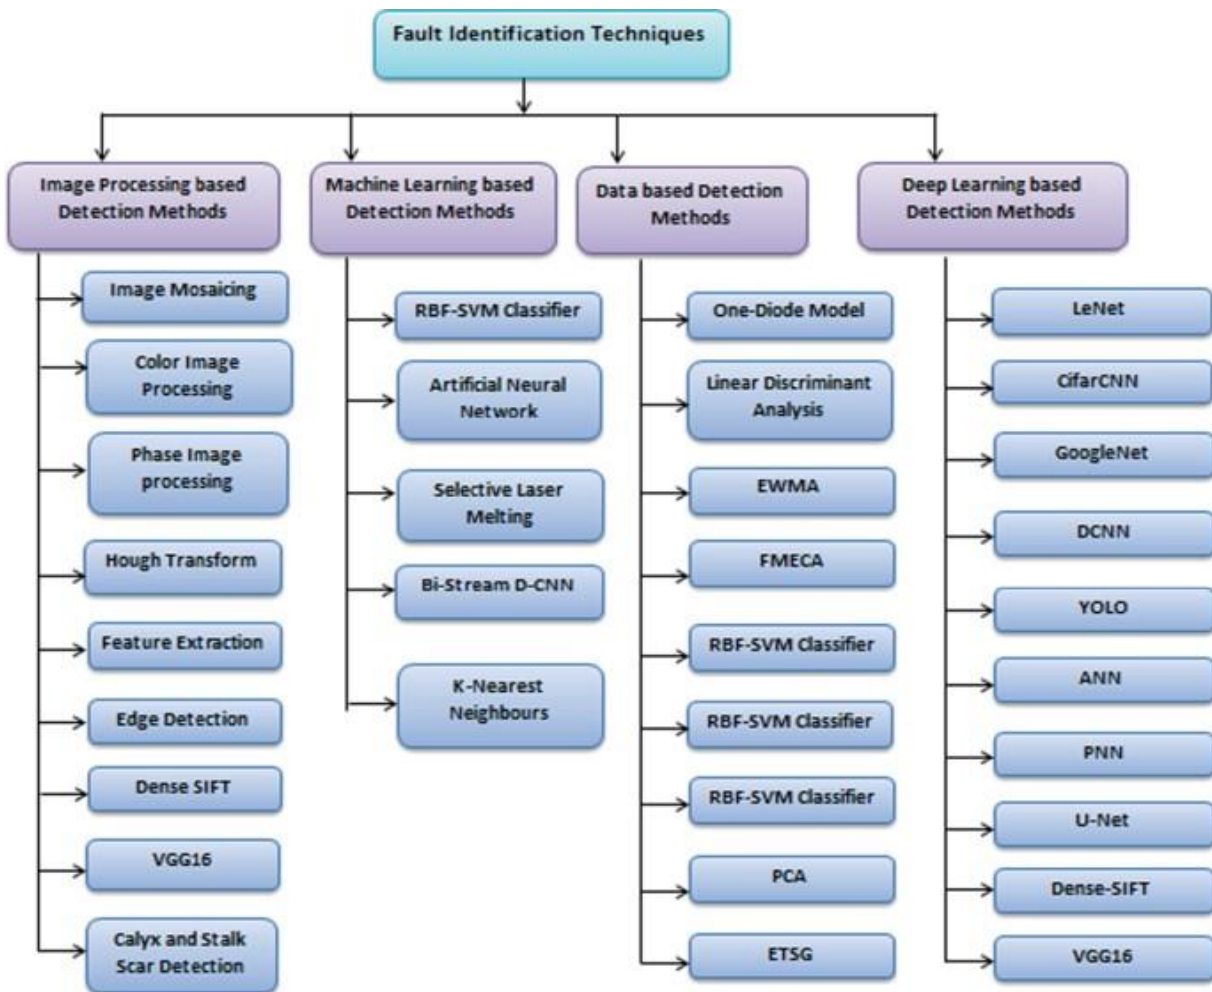 Fault Identification Techniques
Image Processing based
Detection Methods
Image Mosaicing
Color Image
Processing
Phase Image
processing
Hough Transform
Feature Extraction
Edge Detection
Dense SIFT
VGG16
Calyx and Stalk
Scar Detection
Machine Learning based
Detection Methods
RBF-SVM Classifier
Artificial Neural
Network
Selective Laser
Melting
Bi-Stream D-CNN
K-Nearest
Neighbours
Data based Detection
Methods
One-Diode Model
Linear Discriminant
Analysis
EWMA
FMECA
RBF-SVM Classifier
RBF-SVM Classifier
RBF-SVM Classifier
PCA
ETSG
Deep Learning based
Detection Methods
LeNet
CifarCNN
GoogleNet
DCNN
YOLO
ANN
PNN
U-Net
Dense-SIFT
VGG16